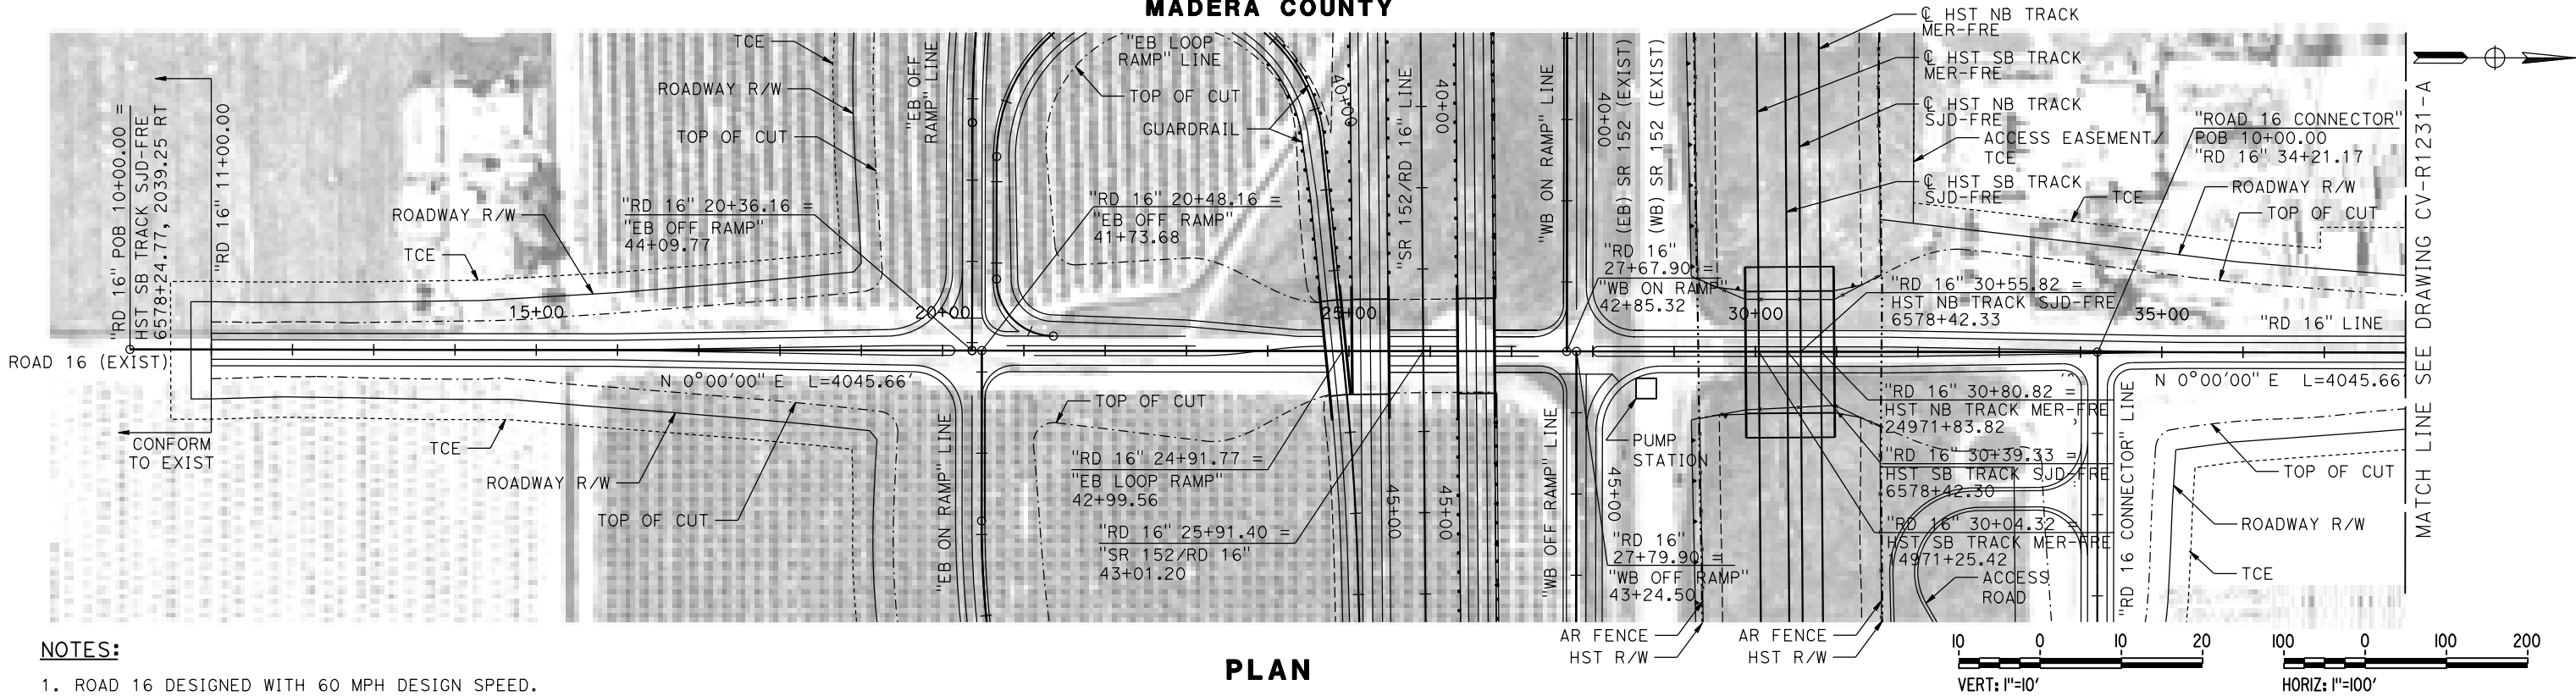 MADERA COUNTY
"RD 16" POB 10+00.00 =
HST SB TRACK SJD-FRE
6578+24.77, 2039.25 RT
"RD 16" 11+00.00
ROAD 16 (EXIST)
CONFORM
TO EXIST
TCE
ROADWAY R/W
TOP OF CUT
ROADWAY R/W
TCE
15+00
"RD 16" 20+36.16 =
"EB OFF RAMP"
44+09.77
"EB OFF
RAMP" LINE
20+00
N 0°00'00" E L=4045.66'
TCE
ROADWAY R/W
TOP OF CUT
"EB ON RAMP" LINE
"EB LOOP
RAMP" LINE
TOP OF CUT
GUARDRAIL
"RD 16" 20+48.16 =
"EB OFF RAMP"
41+73.68
40+00
"SR 152/RD 16" LINE
40+00
25+00
TOP OF CUT
"RD 16" 24+91.77 =
"EB LOOP RAMP"
42+99.56
"RD 16" 25+91.40 =
"SR 152/RD 16"
43+01.20
45+00
45+00
"WB ON RAMP" LINE
40+00
(EB) SR 152 (EXIST)
(WB) SR 152 (EXIST)
"RD 16"
27+67.90 =
"WB ON RAMP"
42+85.32
"WB OFF RAMP" LINE
45+00
PUMP
STATION
"RD 16"
27+79.90 =
"WB OFF RAMP"
43+24.50
AR FENCE
HST R/W
AR FENCE
HST R/W
℄ HST NB TRACK
MER-FRE
℄ HST SB TRACK
MER-FRE
℄ HST NB TRACK
SJD-FRE
ACCESS EASEMENT/
TCE
℄ HST SB TRACK
SJD-FRE
30+00
"RD 16" 30+55.82 =
HST NB TRACK SJD-FRE
6578+42.33
"RD 16" 30+80.82 =
HST NB TRACK MER-FRE
24971+83.82
"RD 16" 30+39.33 =
HST SB TRACK SJD-FRE
6578+42.30
"RD 16" 30+04.32 =
HST SB TRACK MER-FRE
14971+25.42
ACCESS
ROAD
"ROAD 16 CONNECTOR"
POB 10+00.00
"RD 16" 34+21.17
TCE
ROADWAY R/W
TOP OF CUT
35+00
"RD 16" LINE
N 0°00'00" E L=4045.66'
"RD 16 CONNECTOR" LINE
TOP OF CUT
ROADWAY R/W
TCE
MATCH LINE SEE DRAWING CV-R1231-A
NOTES:
1. ROAD 16 DESIGNED WITH 60 MPH DESIGN SPEED.
PLAN
10 0 10 20
VERT: 1"=10'
100 0 100 200
HORIZ: 1"=100'